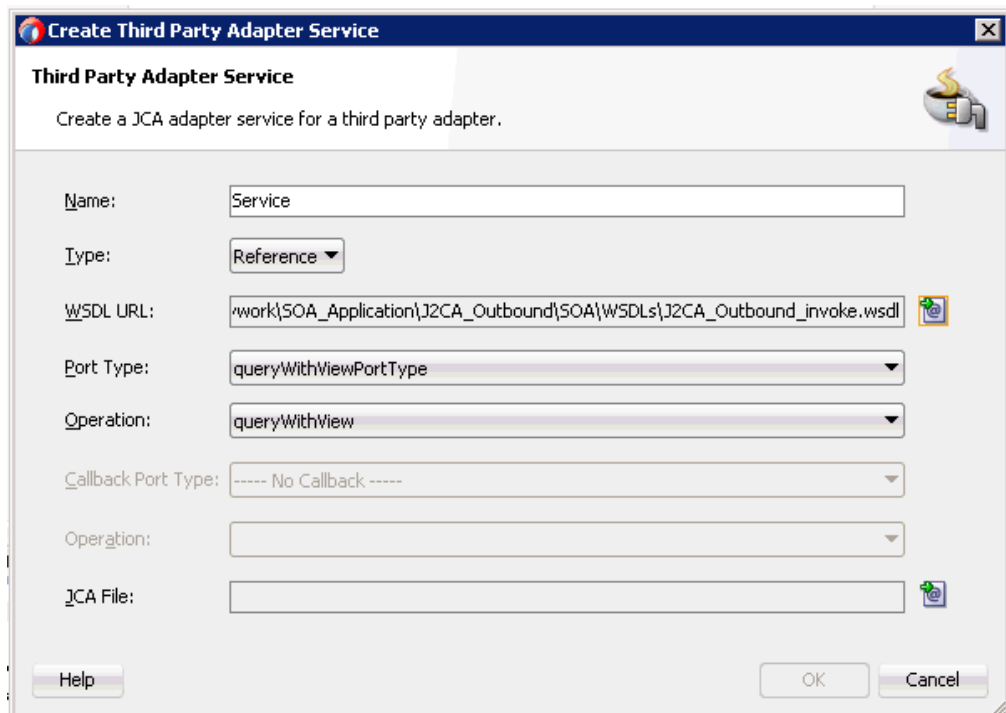 Create Third Party Adapter Service
Third Party Adapter Service
Create a JCA adapter service for a third party adapter.
Name: Service
Type: Reference
WSDL URL: work\SOA_Application\J2CA_Outbound\SOA\WSDLs\J2CA_Outbound_invoke.wsdl
Port Type: queryWithViewPortType
Operation: queryWithView
Callback Port Type: ----- No Callback -----
Operation:
JCA File:
Help OK Cancel